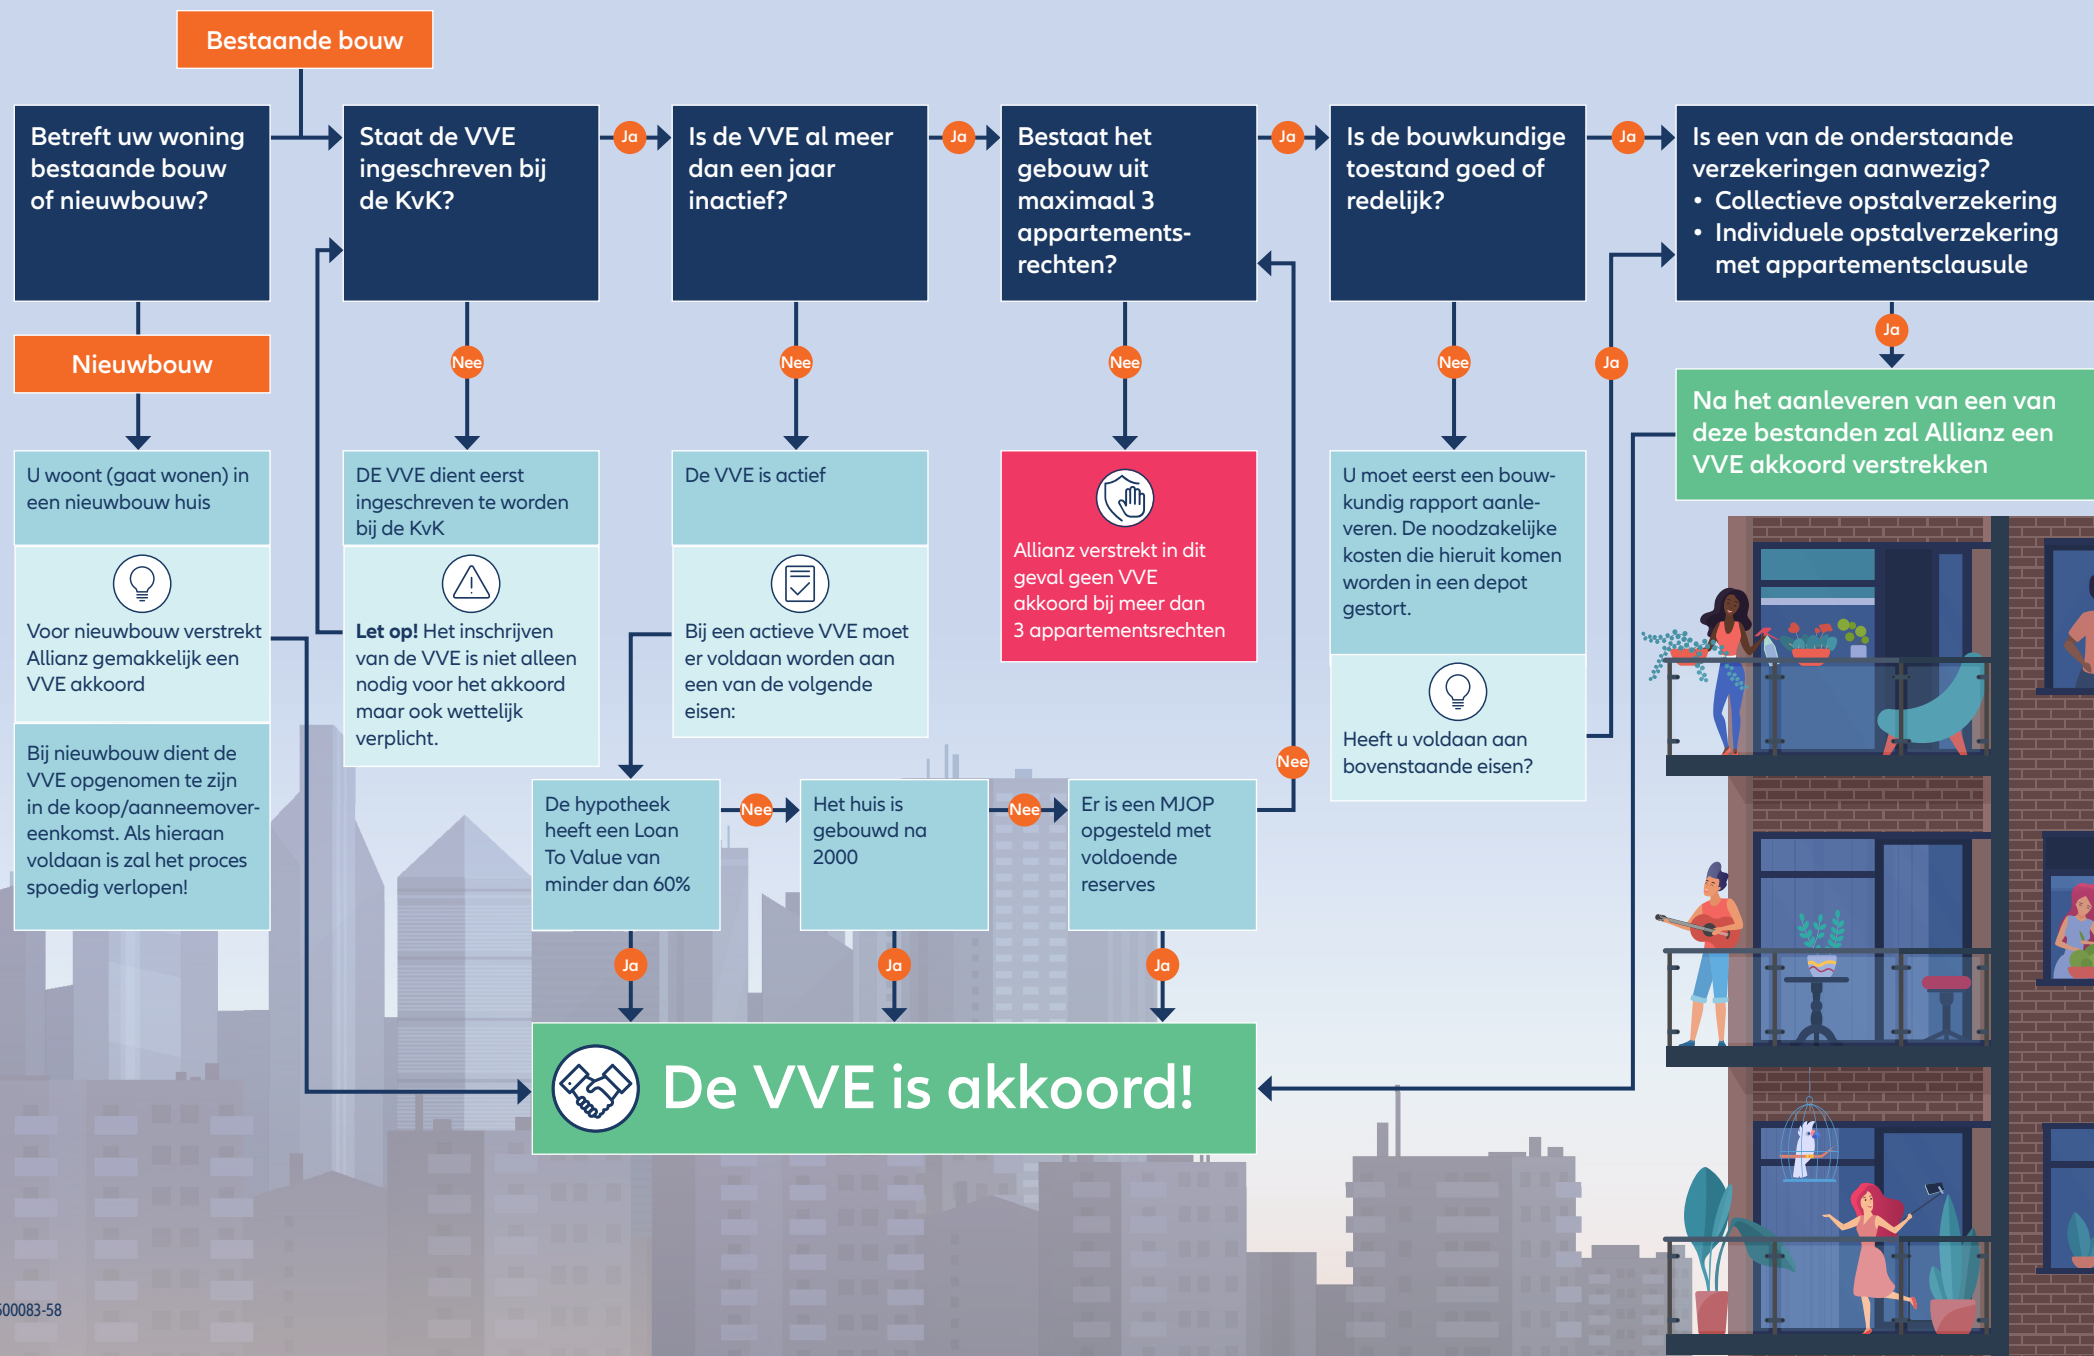 Bestaande bouw
Betreft uw woning
bestaande bouw
of nieuwbouw?
Staat de VVE
ingeschreven bij
de KvK?
Ja
Is de VVE al meer
dan een jaar
inactief?
Ja
Bestaat het
gebouw uit
maximaal 3
appartements-
rechten?
Ja
Is de bouwkundige
toestand goed of
redelijk?
Ja
Is een van de onderstaande
verzekeringen aanwezig?
• Collectieve opstalverzekering
• Individuele opstalverzekering
met appartementsclausule
Nieuwbouw
Nee
Nee
Nee
Nee
Ja
Ja
U woont (gaat wonen) in
een nieuwbouw huis
Voor nieuwbouw verstrekt
Allianz gemakkelijk een
VVE akkoord
Bij nieuwbouw dient de
VVE opgenomen te zijn
in de koop/aanneemover-
eenkomst. Als hieraan
voldaan is zal het proces
spoedig verlopen!
DE VVE dient eerst
ingeschreven te worden
bij de KvK
Let op! Het inschrijven
van de VVE is niet alleen
nodig voor het akkoord
maar ook wettelijk
verplicht.
De VVE is actief
Bij een actieve VVE moet
er voldaan worden aan
een van de volgende
eisen:
Allianz verstrekt in dit
geval geen VVE
akkoord bij meer dan
3 appartementsrechten
U moet eerst een bouw-
kundig rapport aanle-
veren. De noodzakelijke
kosten die hieruit komen
worden in een depot
gestort.
Heeft u voldaan aan
bovenstaande eisen?
Na het aanleveren van een van
deze bestanden zal Allianz een
VVE akkoord verstrekken
De hypotheek
heeft een Loan
To Value van
minder dan 60%
Nee
Het huis is
gebouwd na
2000
Nee
Er is een MJOP
opgesteld met
voldoende
reserves
Nee
Ja
Ja
Ja
De VVE is akkoord!
500083-58